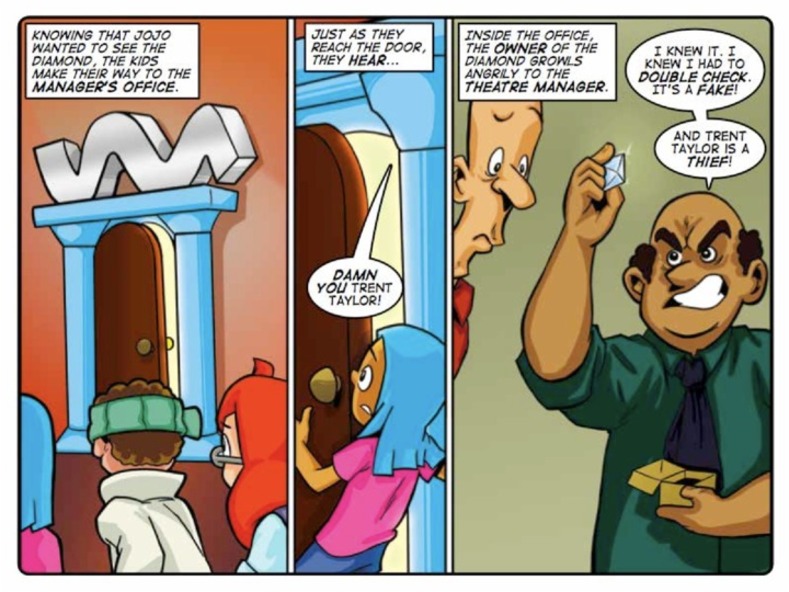 KNOWING THAT JOJO
WANTED TO SEE THE
DIAMOND, THE KIDS
MAKE THEIR WAY TO THE
MANAGER'S OFFICE.
JUST AS THEY
REACH THE DOOR,
THEY HEAR...
DAMN
YOU TRENT
TAYLOR!
INSIDE THE OFFICE,
THE OWNER OF THE
DIAMOND GROWLS
ANGRILY TO THE
THEATRE MANAGER.
I KNEW IT. I
KNEW I HAD TO
DOUBLE CHECK.
IT'S A FAKE!
AND TRENT
TAYLOR IS A
THIEF!